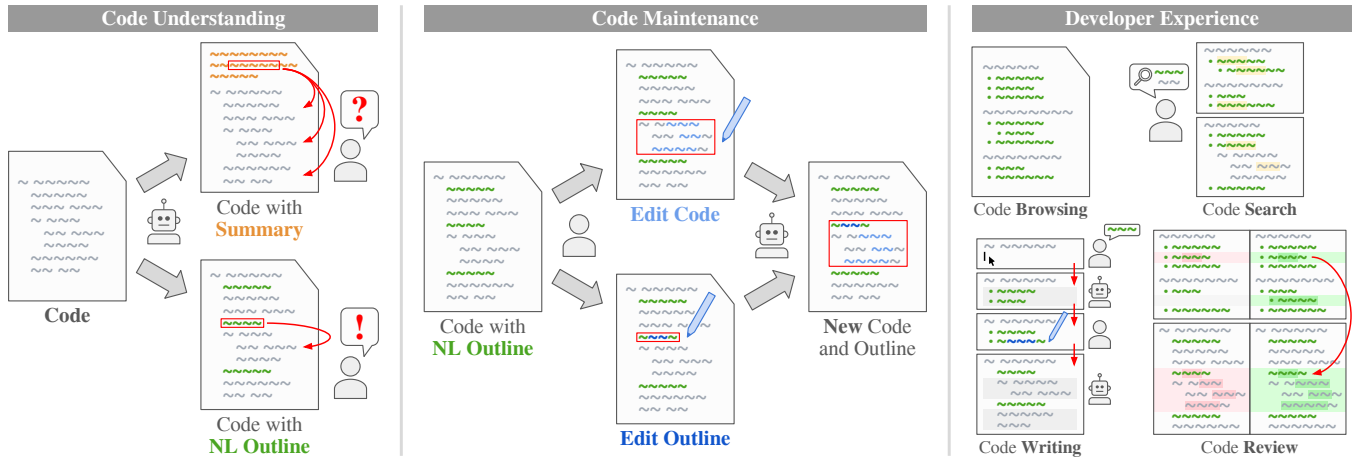 Code Understanding
Code
Code with
Summary
?
Code with
NL Outline
!
Code Maintenance
Code with
NL Outline
Edit Code
Edit Outline
New Code
and Outline
Developer Experience
Code Browsing
Code Search
Code Writing
Code Review